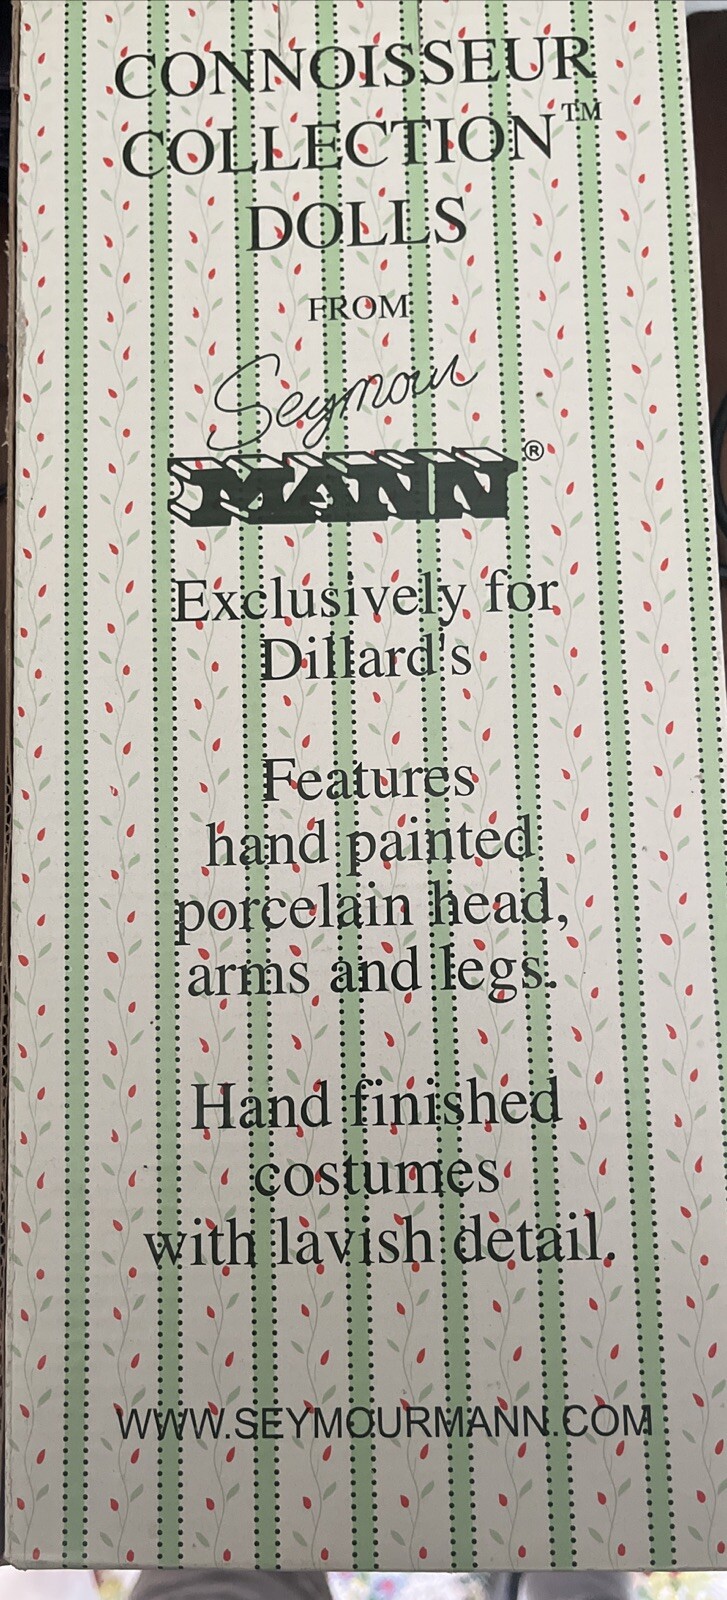 CONNOISSEUR
COLLECTION™
DOLLS
FROM
Seymour
MANN®
Exclusively for
Dillard's
Features
hand painted
porcelain head,
arms and legs.
Hand finished
costumes
with lavish detail.
WWW.SEYMOURMANN.COM